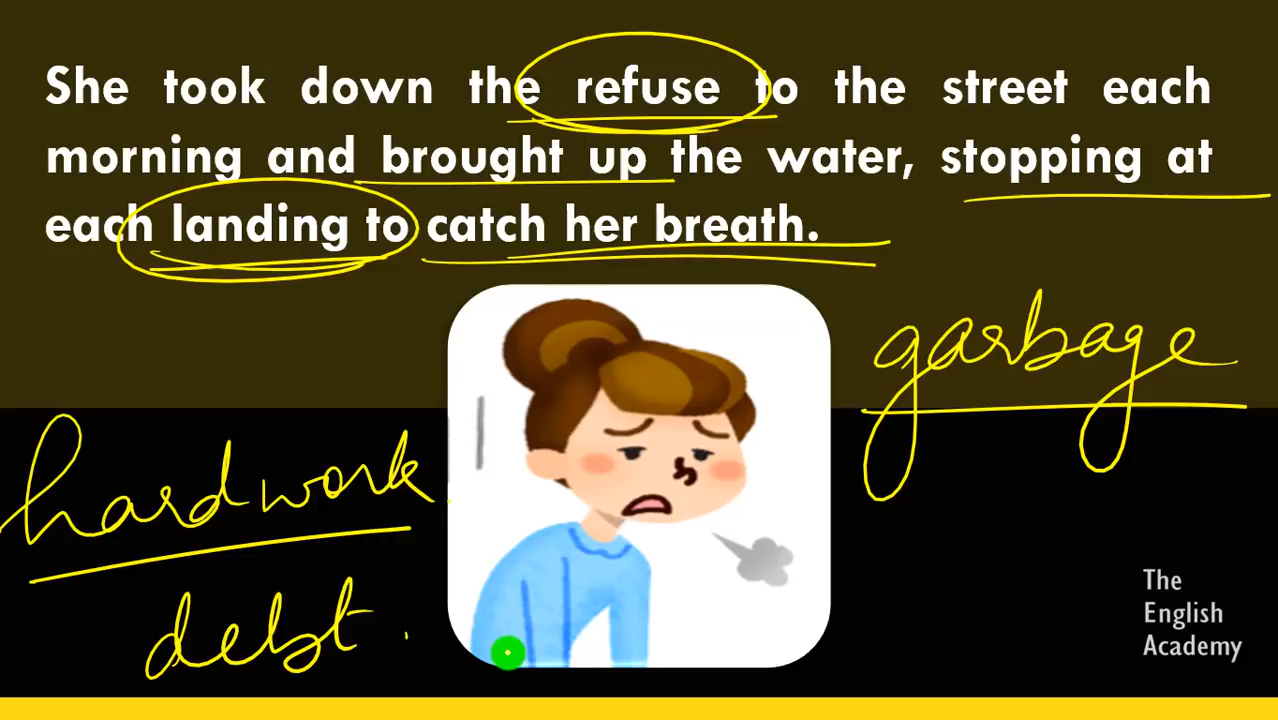 She took down the refuse to the street each
morning and brought up the water, stopping at
each landing to catch her breath.
garbage
hardwork
debt.
The
English
Academy